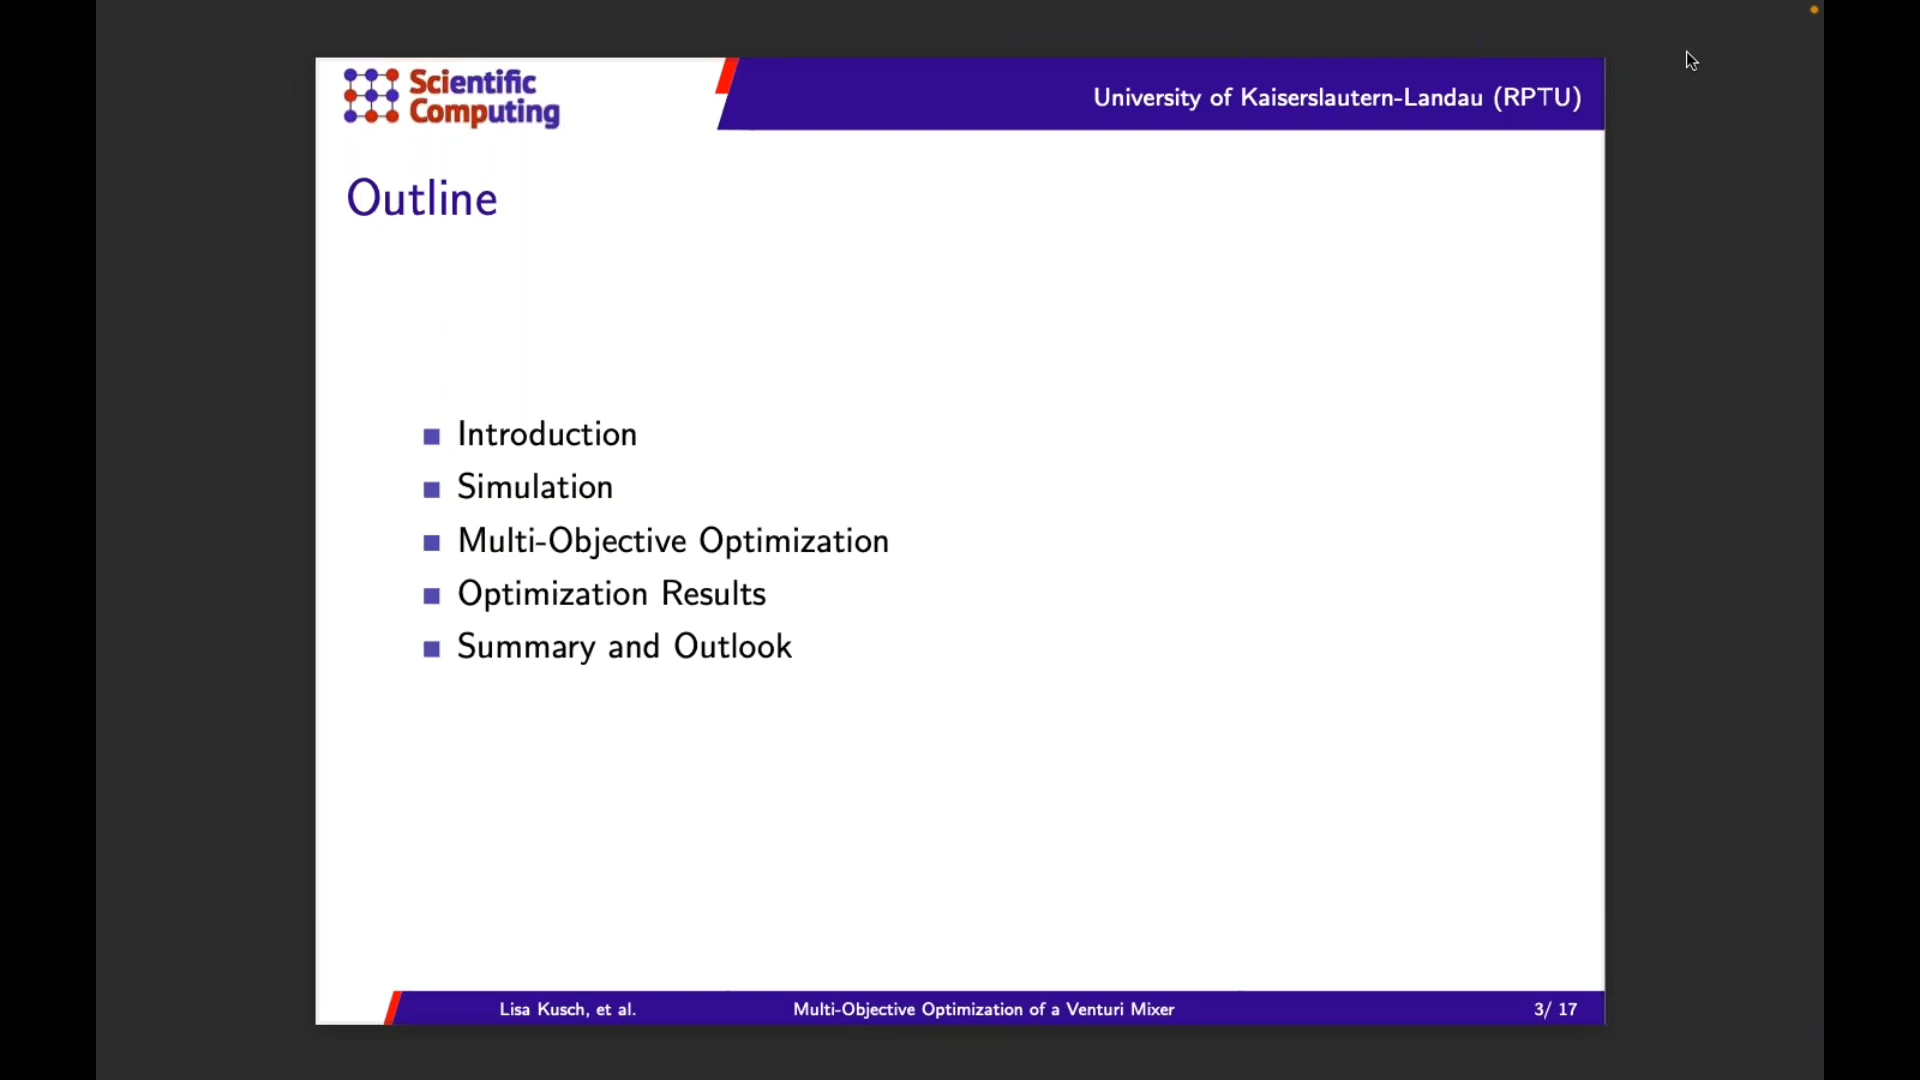 Scientific
Computing
University of Kaiserslautern-Landau (RPTU)
Outline
Introduction
Simulation
Multi-Objective Optimization
Optimization Results
Summary and Outlook
Lisa Kusch, et al.
Multi-Objective Optimization of a Venturi Mixer
3/ 17